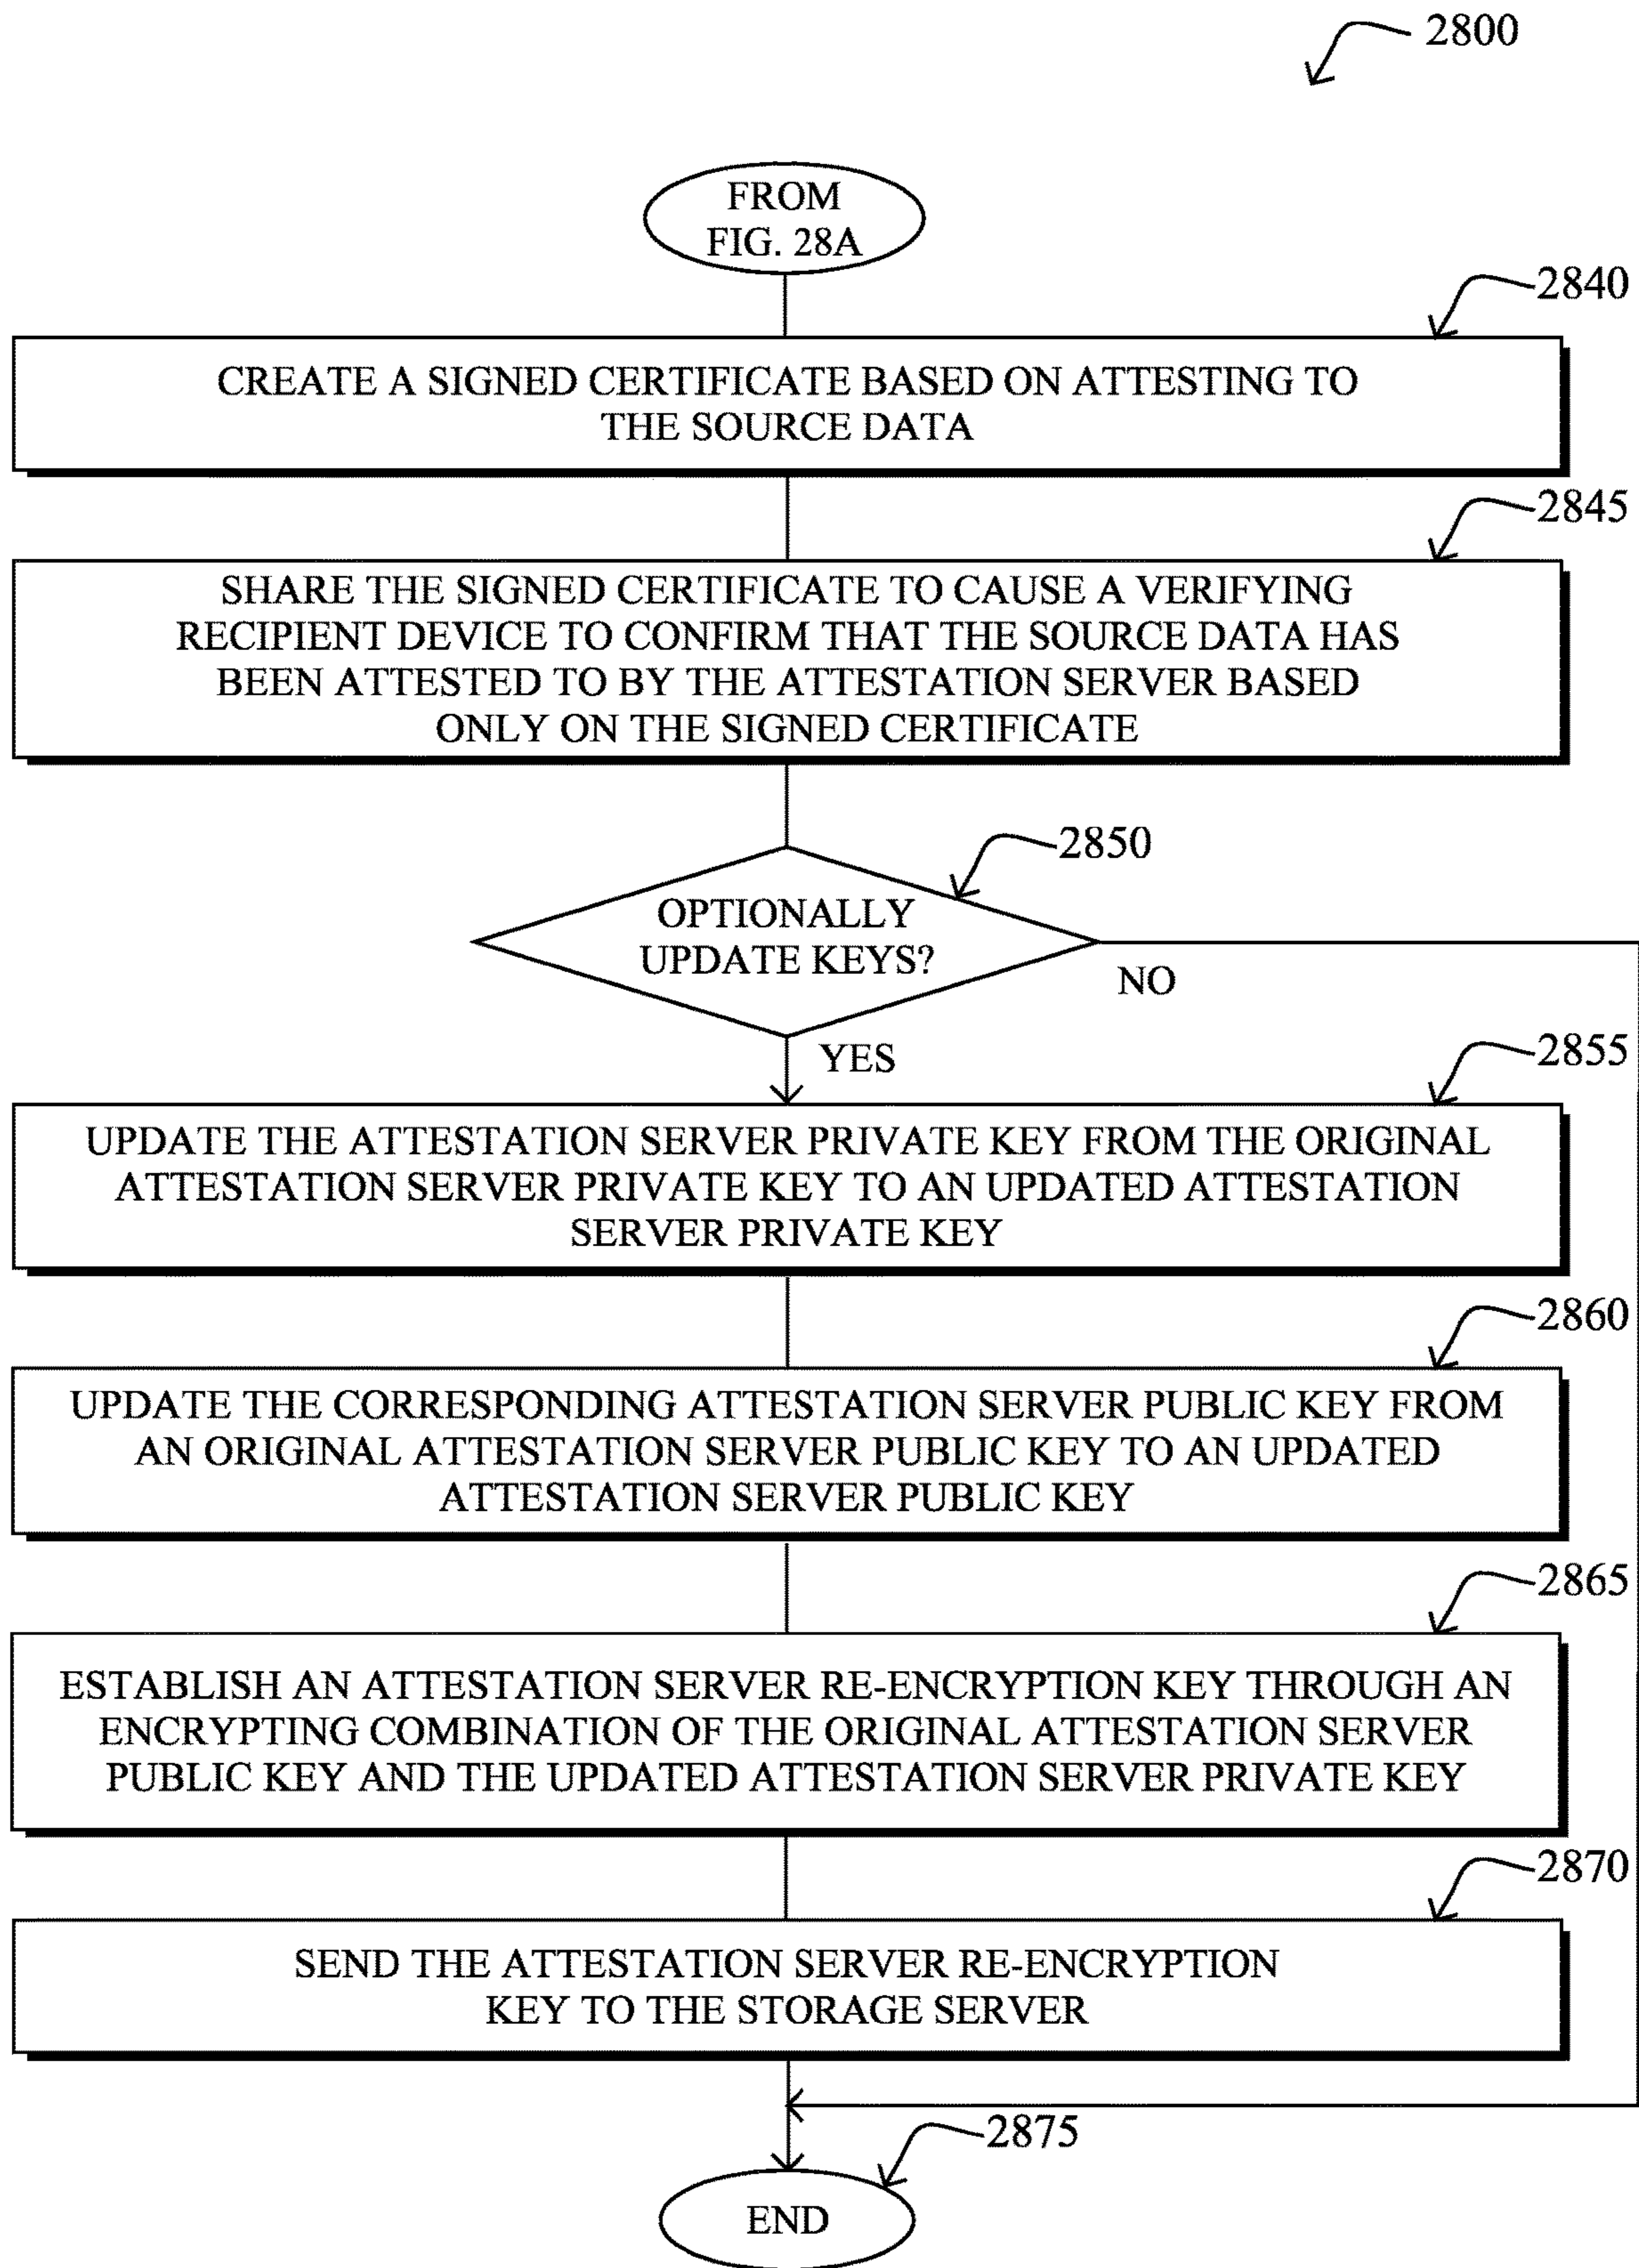 2800
FROM
FIG. 28A
2840
CREATE A SIGNED CERTIFICATE BASED ON ATTESTING TO
THE SOURCE DATA
2845
SHARE THE SIGNED CERTIFICATE TO CAUSE A VERIFYING
RECIPIENT DEVICE TO CONFIRM THAT THE SOURCE DATA HAS
BEEN ATTESTED TO BY THE ATTESTATION SERVER BASED
ONLY ON THE SIGNED CERTIFICATE
2850
OPTIONALLY
UPDATE KEYS?
NO
YES
2855
UPDATE THE ATTESTATION SERVER PRIVATE KEY FROM THE ORIGINAL
ATTESTATION SERVER PRIVATE KEY TO AN UPDATED ATTESTATION
SERVER PRIVATE KEY
2860
UPDATE THE CORRESPONDING ATTESTATION SERVER PUBLIC KEY FROM
AN ORIGINAL ATTESTATION SERVER PUBLIC KEY TO AN UPDATED
ATTESTATION SERVER PUBLIC KEY
2865
ESTABLISH AN ATTESTATION SERVER RE-ENCRYPTION KEY THROUGH AN
ENCRYPTING COMBINATION OF THE ORIGINAL ATTESTATION SERVER
PUBLIC KEY AND THE UPDATED ATTESTATION SERVER PRIVATE KEY
2870
SEND THE ATTESTATION SERVER RE-ENCRYPTION
KEY TO THE STORAGE SERVER
2875
END